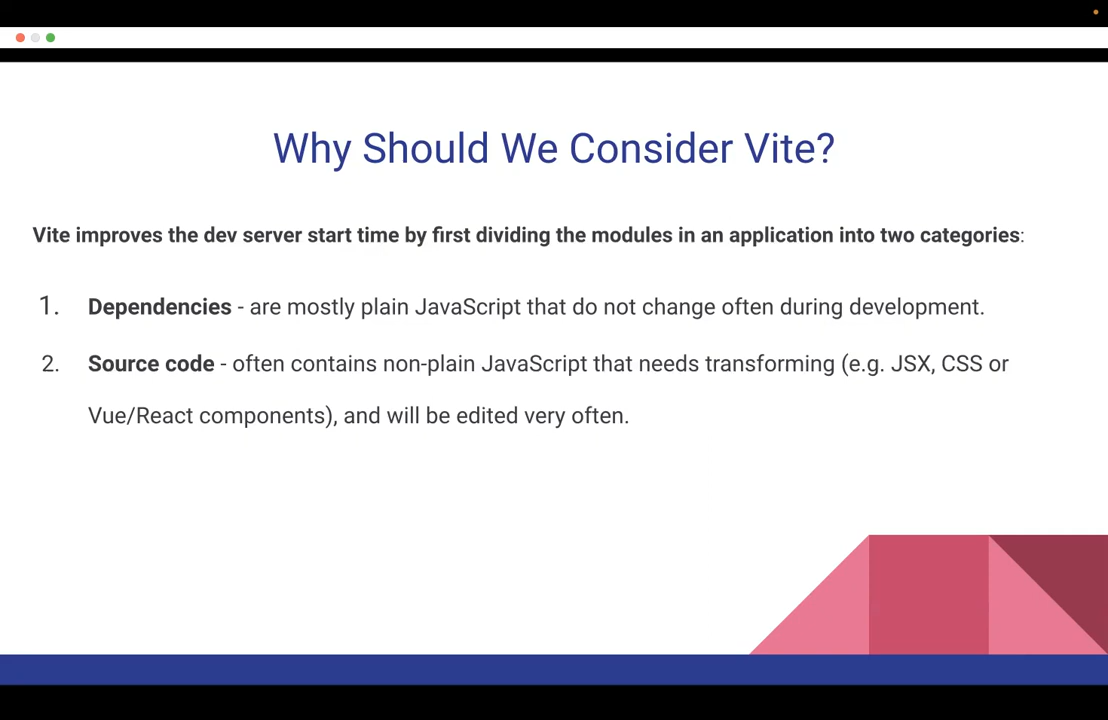 Why Should We Consider Vite?
Vite improves the dev server start time by first dividing the modules in an application into two categories:
1. Dependencies - are mostly plain JavaScript that do not change often during development.
2. Source code - often contains non-plain JavaScript that needs transforming (e.g. JSX, CSS or
Vue/React components), and will be edited very often.